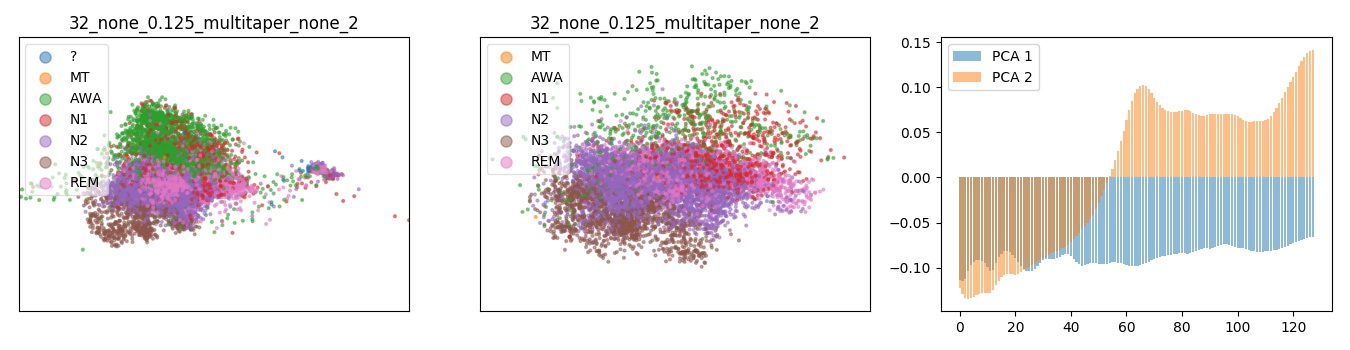 32_none_0.125_multitaper_none_2
?
MT
AWA
N1
N2
N3
REM
32_none_0.125_multitaper_none_2
MT
AWA
N1
N2
N3
REM
PCA 1
PCA 2
0.15
0.10
0.05
0.00
−0.05
−0.10
0 20 40 60 80 100 120